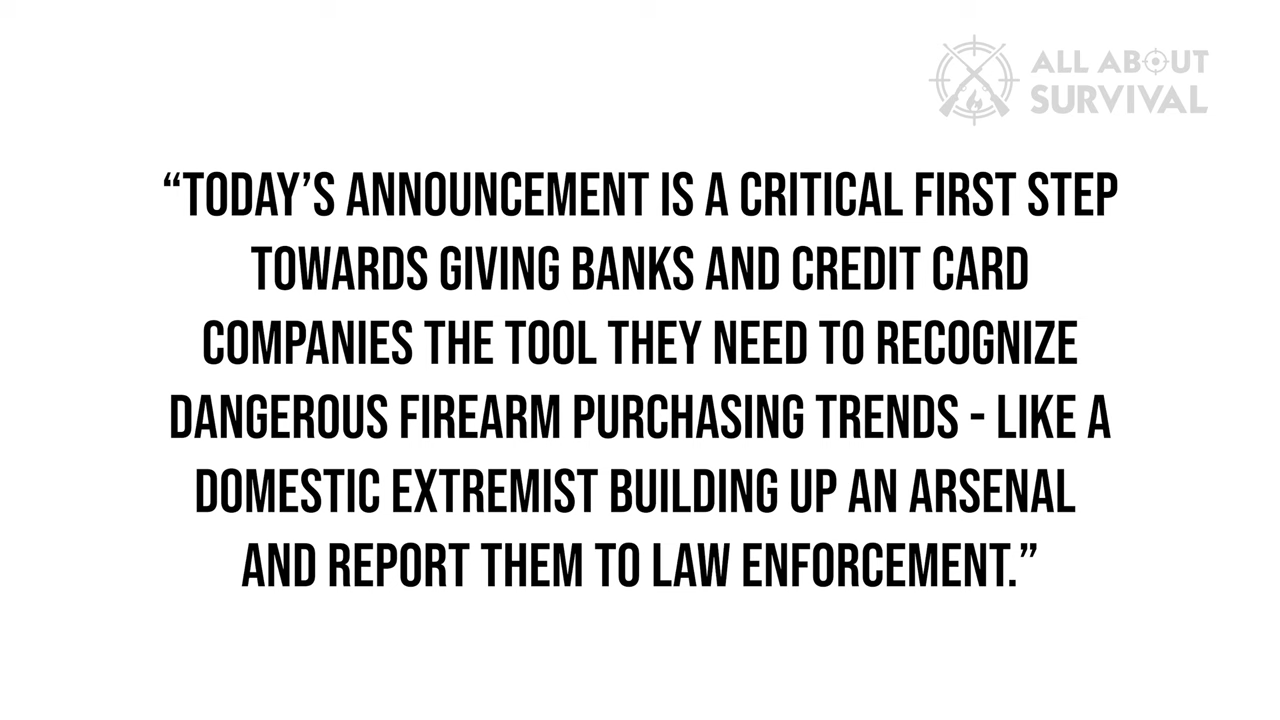 ALL ABOUT
SURVIVAL
“TODAY’S ANNOUNCEMENT IS A CRITICAL FIRST STEP
TOWARDS GIVING BANKS AND CREDIT CARD
COMPANIES THE TOOL THEY NEED TO RECOGNIZE
DANGEROUS FIREARM PURCHASING TRENDS - LIKE A
DOMESTIC EXTREMIST BUILDING UP AN ARSENAL
AND REPORT THEM TO LAW ENFORCEMENT.”